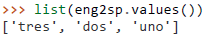 >>> list(eng2sp.values())
['tres', 'dos', 'uno']